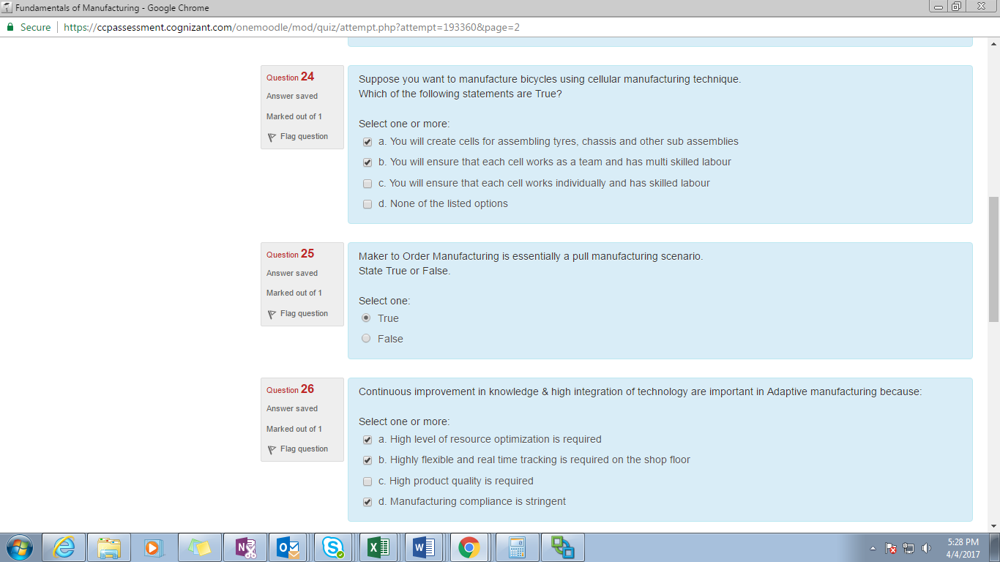 Fundamentals of Manufacturing - Google Chrome
Secure https://ccpassessment.cognizant.com/onemoodle/mod/quiz/attempt.php?attempt=193360&page=2
Question 24
Answer saved
Marked out of 1
Flag question
Suppose you want to manufacture bicycles using cellular manufacturing technique.
Which of the following statements are True?
Select one or more:
a. You will create cells for assembling tyres, chassis and other sub assemblies
b. You will ensure that each cell works as a team and has multi skilled labour
c. You will ensure that each cell works individually and has skilled labour
d. None of the listed options
Question 25
Answer saved
Marked out of 1
Flag question
Maker to Order Manufacturing is essentially a pull manufacturing scenario.
State True or False.
Select one:
True
False
Question 26
Answer saved
Marked out of 1
Flag question
Continuous improvement in knowledge & high integration of technology are important in Adaptive manufacturing because:
Select one or more:
a. High level of resource optimization is required
b. Highly flexible and real time tracking is required on the shop floor
c. High product quality is required
d. Manufacturing compliance is stringent
5:28 PM
4/4/2017